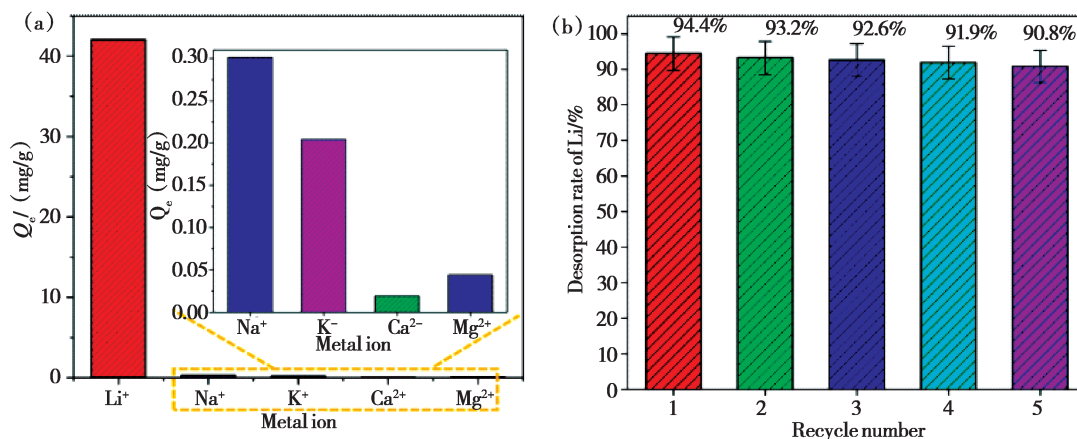 (a)
Qe/ (mg/g)
40
30
20
10
0
Li⁺
Na⁺
K⁺
Ca²⁺
Mg²⁺
Metal ion
Qe (mg/g)
0.30
0.25
0.20
0.15
0.10
0.05
0.00
Na⁺
K⁻
Ca²⁻
Mg²⁺
Metal ion
(b)
Desorption rate of Li/%
100
90
80
70
60
50
40
30
20
10
0
94.4%
93.2%
92.6%
91.9%
90.8%
1
2
3
4
5
Recycle number